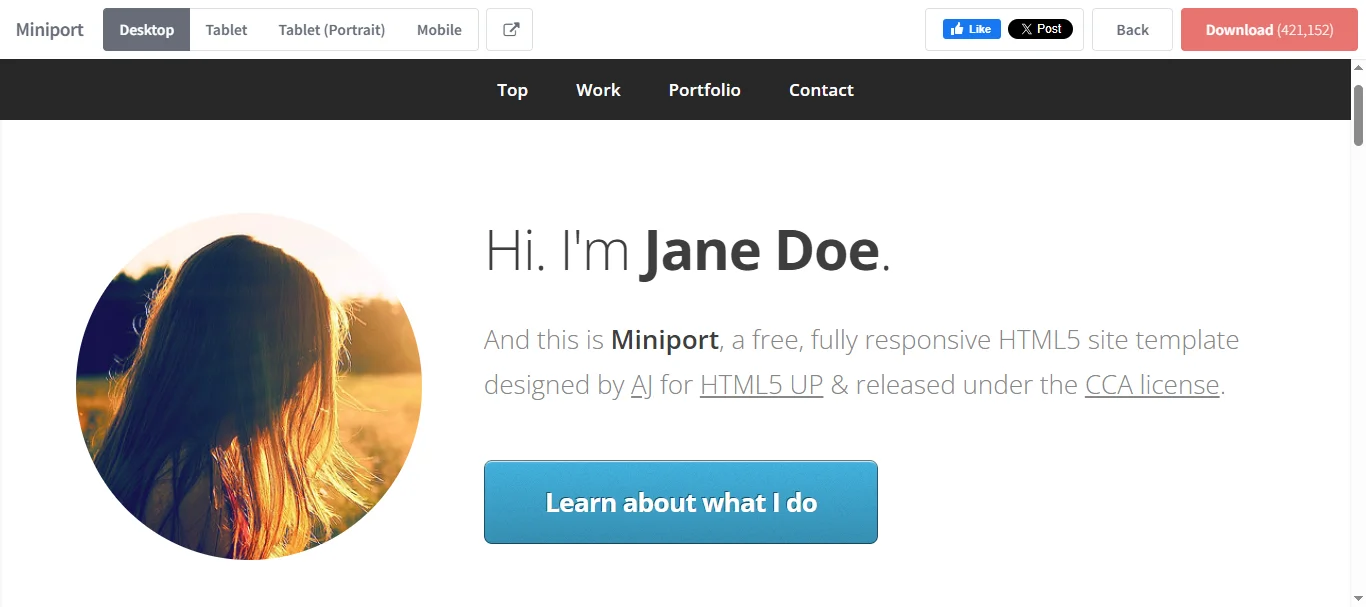 Miniport Desktop Tablet Tablet (Portrait) Mobile Like Post Back Download (421,152)
Top Work Portfolio Contact
Hi. I'm Jane Doe.
And this is Miniport, a free, fully responsive HTML5 site template
designed by AJ for HTML5 UP & released under the CCA license.
Learn about what I do